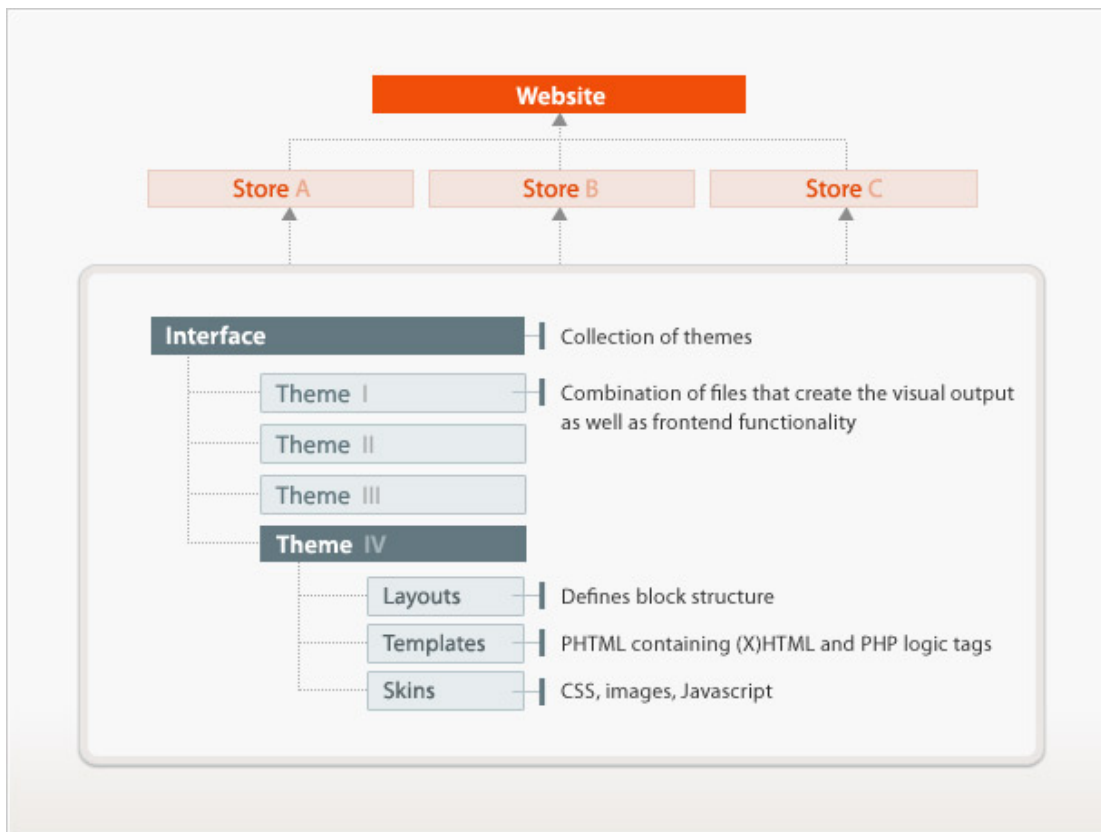 Website
Store A
Store B
Store C
Interface
Collection of themes
Theme I
Combination of files that create the visual output
as well as frontend functionality
Theme II
Theme III
Theme IV
Layouts
Defines block structure
Templates
PHTML containing (X)HTML and PHP logic tags
Skins
CSS, images, Javascript